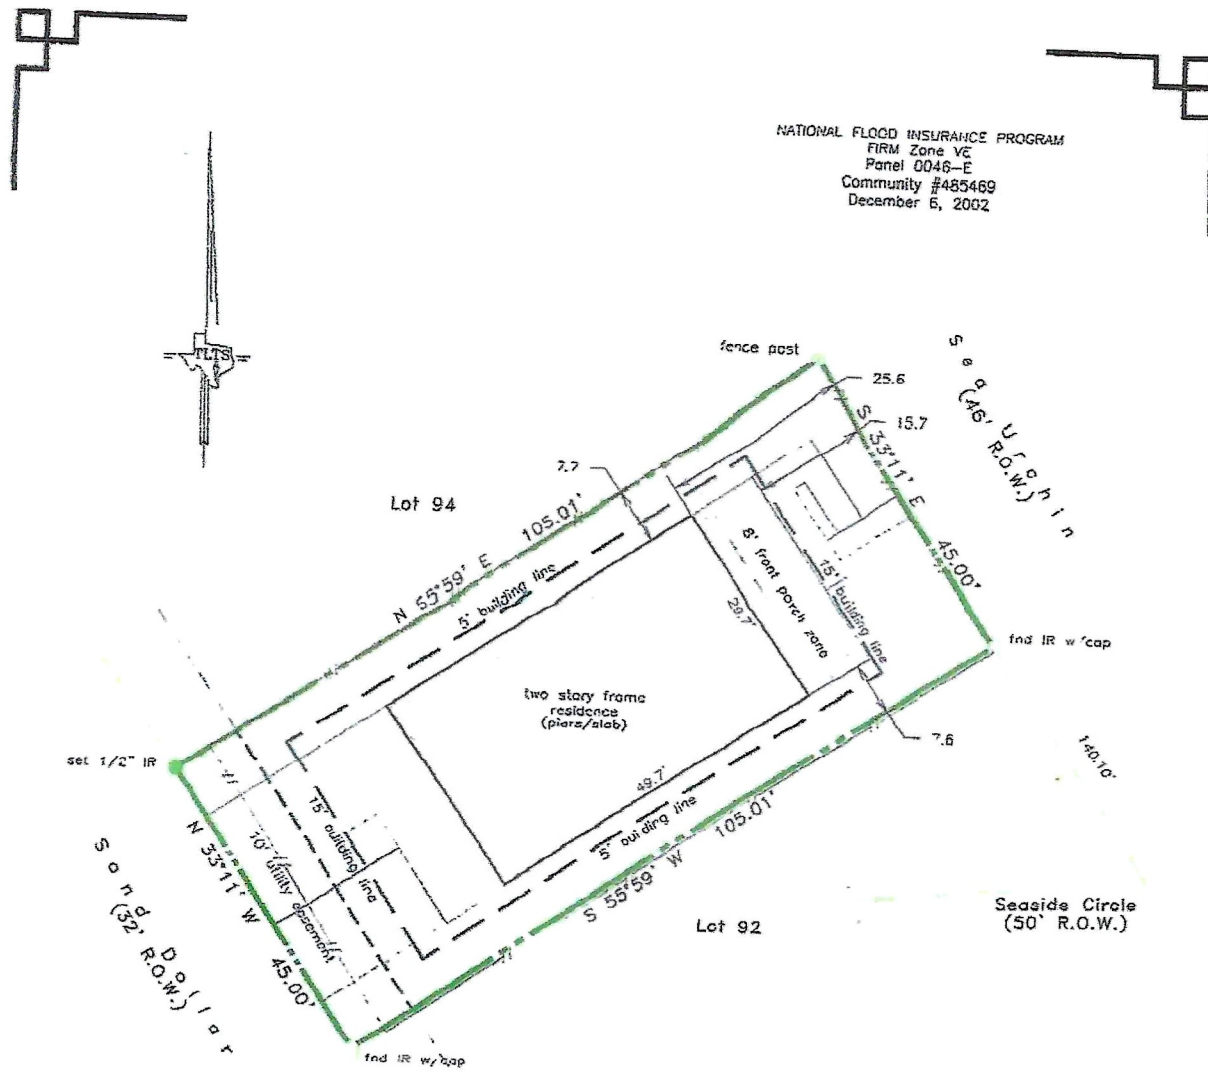 NATIONAL FLOOD INSURANCE PROGRAM
FIRM Zone VE
Panel 0046-E
Community #485469
December 6, 2002
TLTS
fence post
25.6
15.7
Sea Urchin
(46' R.O.W.)
S 33°11' E
45.00'
7.7
Lot 94
N 55°59' E 105.01'
5' building line
8' front porch zone
15' building line
29.7'
fnd IR w/cap
two story frame
residence
(piers/slab)
7.6
49.7'
set 1/2" IR
140.10'
15' building line
5' building line
105.01'
S 55°59' W
N 33°11' W
45.00'
10' utility easement
Sand Dollar
(32' R.O.W.)
Lot 92
Seaside Circle
(50' R.O.W.)
fnd IR w/cap